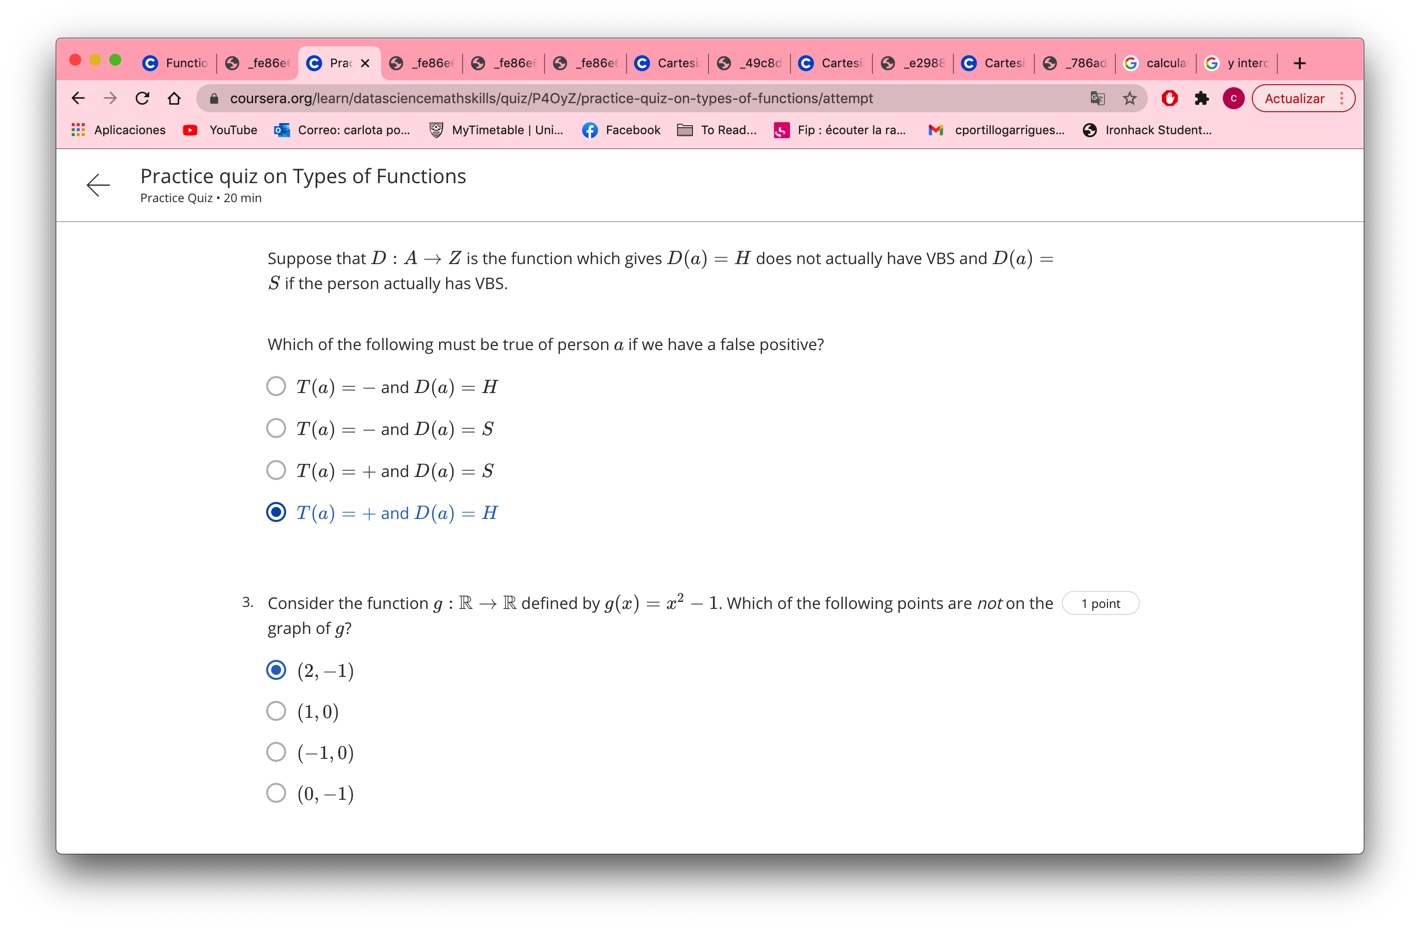 Functio
_fe86e
Prac
_fe86e
_fe86e
_fe86e
Cartesi
_49c8d
Cartesi
_e2988
Cartesi
_786ad
calcula
y interc
coursera.org/learn/datasciencemathskills/quiz/P4OyZ/practice-quiz-on-types-of-functions/attempt
C
Actualizar
Aplicaciones
YouTube
Correo: carlota po...
MyTimetable | Uni...
Facebook
To Read...
Fip : écouter la ra...
cportillogarrigues...
Ironhack Student...
Practice quiz on Types of Functions
Practice Quiz • 20 min
Suppose that D : A → Z is the function which gives D(a) = H does not actually have VBS and D(a) =
S if the person actually has VBS.
Which of the following must be true of person a if we have a false positive?
T(a) = − and D(a) = H
T(a) = − and D(a) = S
T(a) = + and D(a) = S
T(a) = + and D(a) = H
3. Consider the function g : ℝ → ℝ defined by g(x) = x² − 1. Which of the following points are not on the
1 point
graph of g?
(2, −1)
(1, 0)
(−1, 0)
(0, −1)